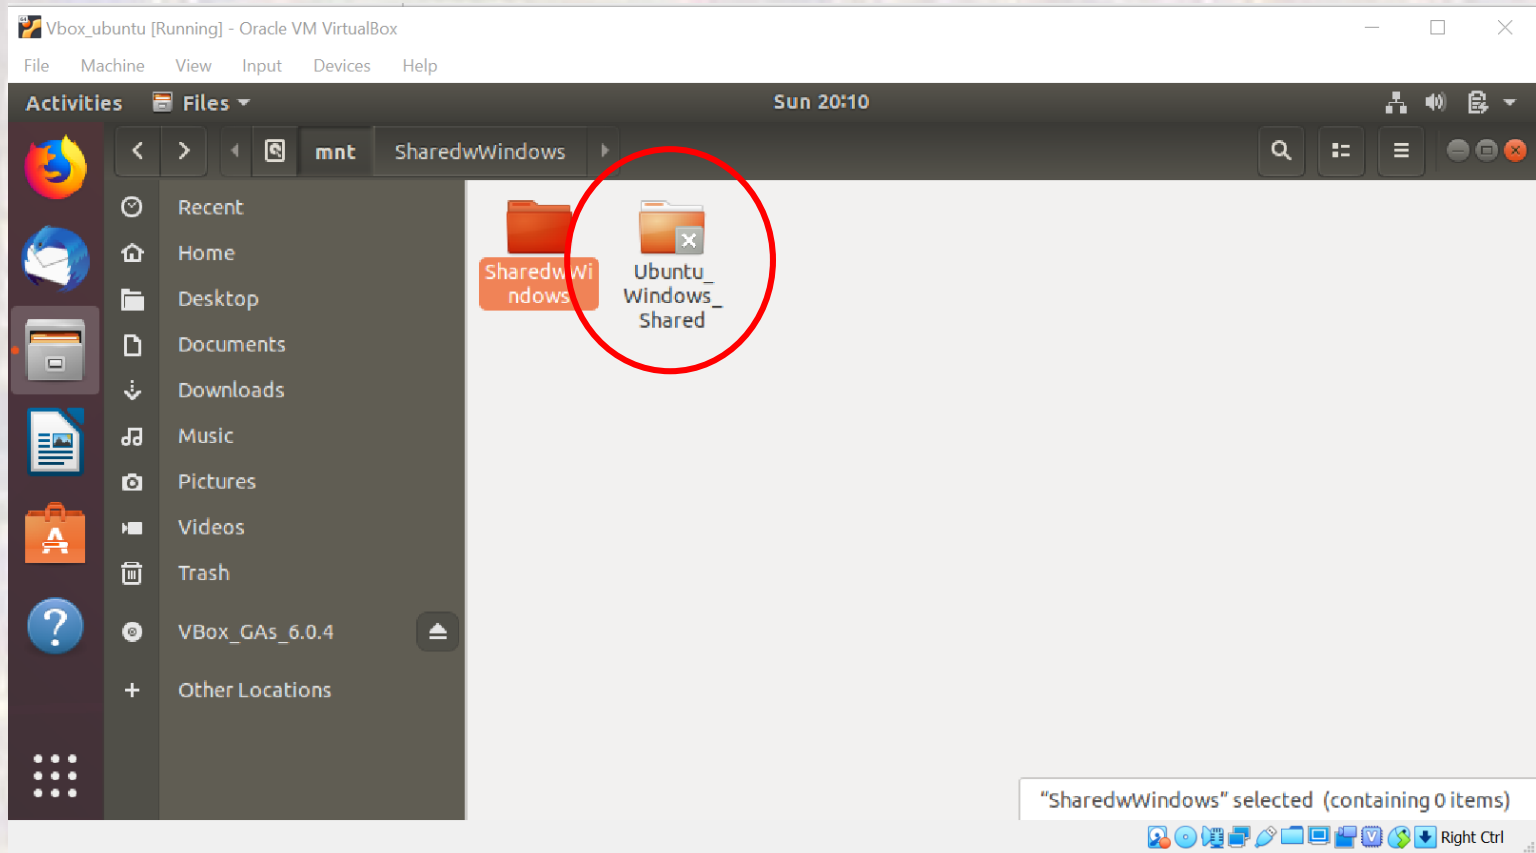 Vbox_ubuntu [Running] - Oracle VM VirtualBox
File Machine View Input Devices Help
Activities Files Sun 20:10
mnt SharedwWindows
Recent
Home
Desktop
Documents
Downloads
Music
Pictures
Videos
Trash
VBox_GAs_6.0.4
Other Locations
SharedwWi
ndows
Ubuntu_
Windows_
Shared
“SharedwWindows” selected (containing 0 items)
Right Ctrl